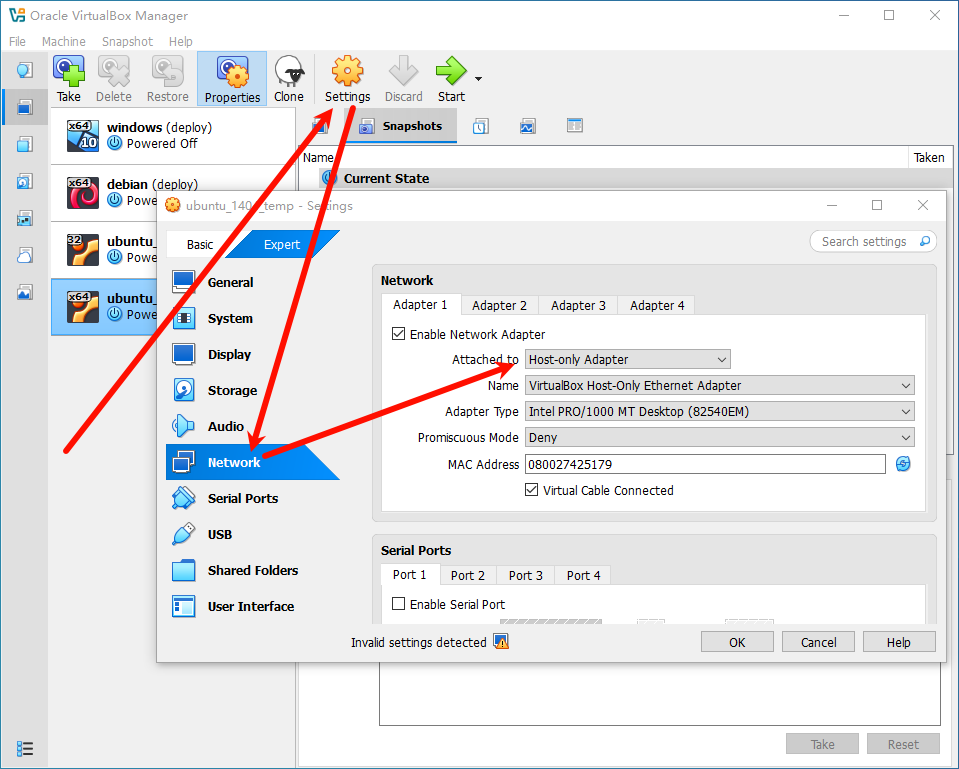 Oracle VirtualBox Manager
File Machine Snapshot Help
Take Delete Restore Properties Clone Settings Discard Start
x64 10 windows (deploy)
Powered Off
x64 debian (deploy)
Powe
32 ubuntu_
Powe
x64 ubuntu_
Powe
Snapshots
Name Taken
Current State
ubuntu_140 _temp - Settings
Basic Expert Search settings
General
System
Display
Storage
Audio
Network
Serial Ports
USB
Shared Folders
User Interface
Network
Adapter 1 Adapter 2 Adapter 3 Adapter 4
Enable Network Adapter
Attached to Host-only Adapter
Name VirtualBox Host-Only Ethernet Adapter
Adapter Type Intel PRO/1000 MT Desktop (82540EM)
Promiscuous Mode Deny
MAC Address 080027425179
Virtual Cable Connected
Serial Ports
Port 1 Port 2 Port 3 Port 4
Enable Serial Port
Invalid settings detected OK Cancel Help
Take Reset